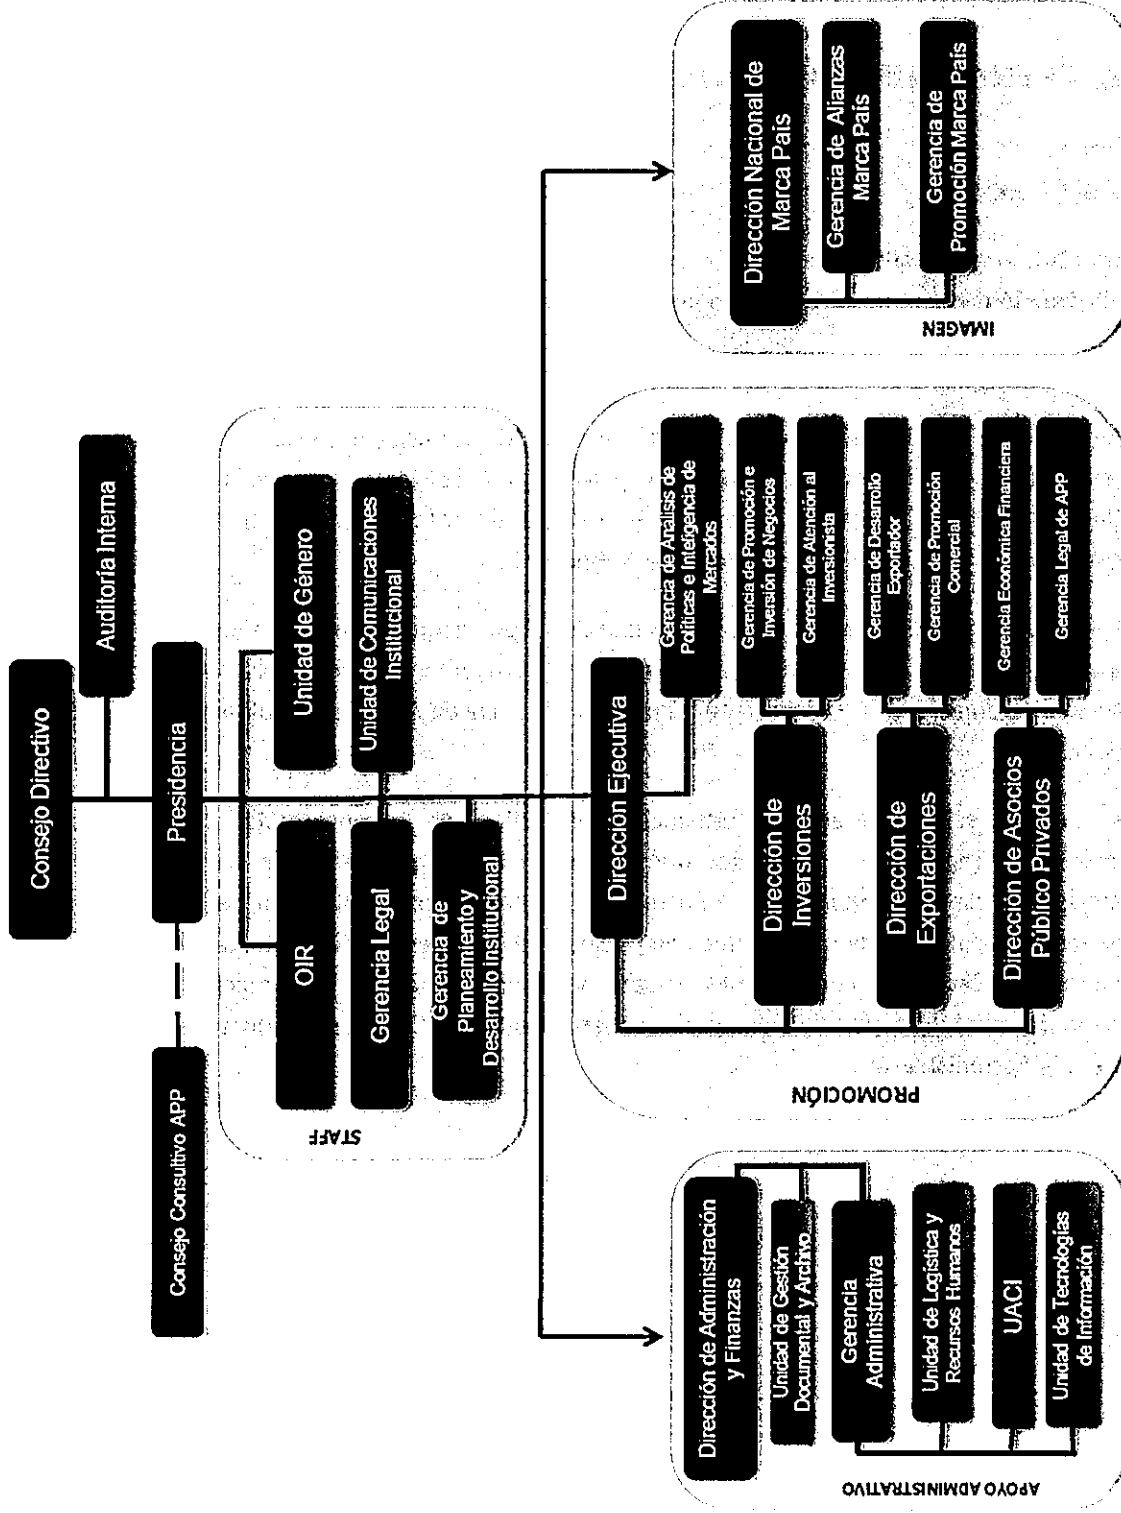 Consejo Directivo
Auditoría Interna
Presidencia
Consejo Consultivo APP
STAFF
OIR
Unidad de Género
Gerencia Legal
Unidad de Comunicaciones
Institucional
Gerencia de
Planeamiento y
Desarrollo Institucional
APOYO ADMINISTRATIVO
Dirección de Administración
y Finanzas
Unidad de Gestión
Documental y Archivo
Gerencia
Administrativa
Unidad de Logística y
Recursos Humanos
UACI
Unidad de Tecnologías
de Información
PROMOCIÓN
Dirección Ejecutiva
Gerencia de Análisis de
Políticas e Inteligencia de
Mercados
Dirección de
Inversiones
Gerencia de Promoción e
Inversión de Negocios
Gerencia de Atención al
Inversionista
Dirección de
Exportaciones
Gerencia de Desarrollo
Exportador
Gerencia de Promoción
Comercial
Dirección de Asocios
Público Privados
Gerencia Económica Financiera
Gerencia Legal de APP
IMAGEN
Dirección Nacional de
Marca País
Gerencia de Alianzas
Marca País
Gerencia de
Promoción Marca País